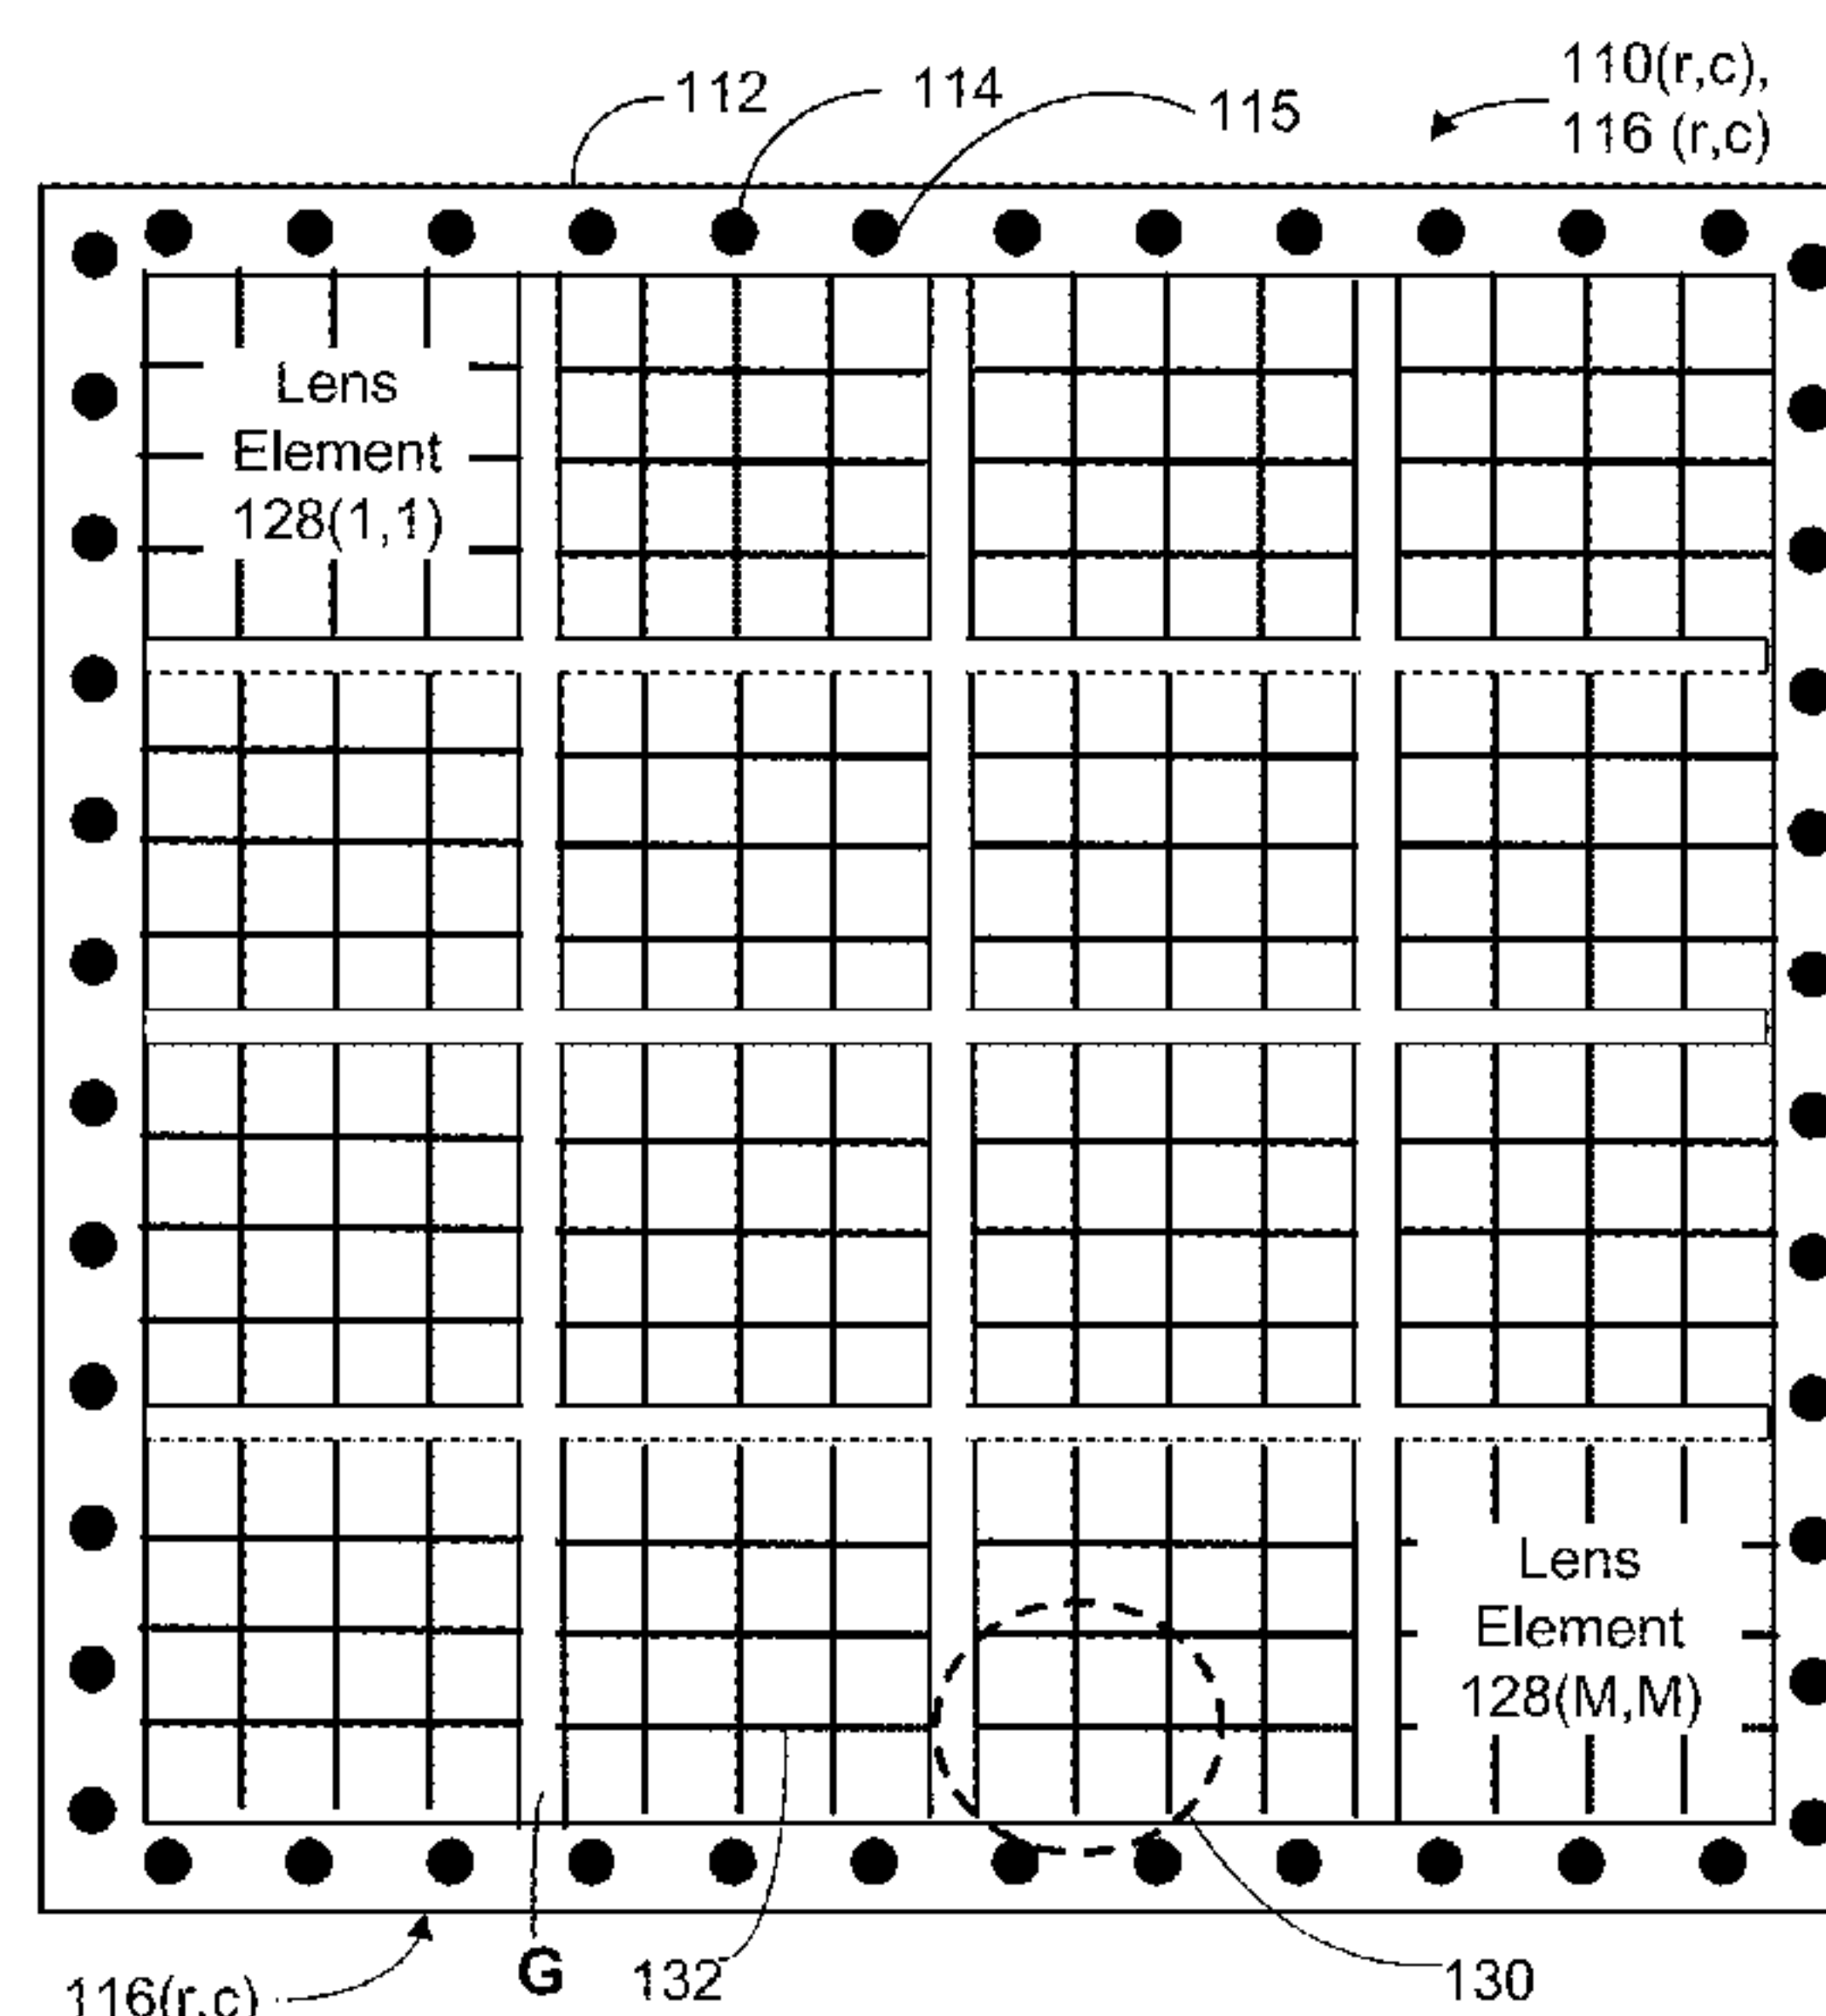 112
114
115
110(r,c),
116 (r,c)
Lens
Element
128(1,1)
Lens
Element
128(M,M)
116(r,c)
G
132
130